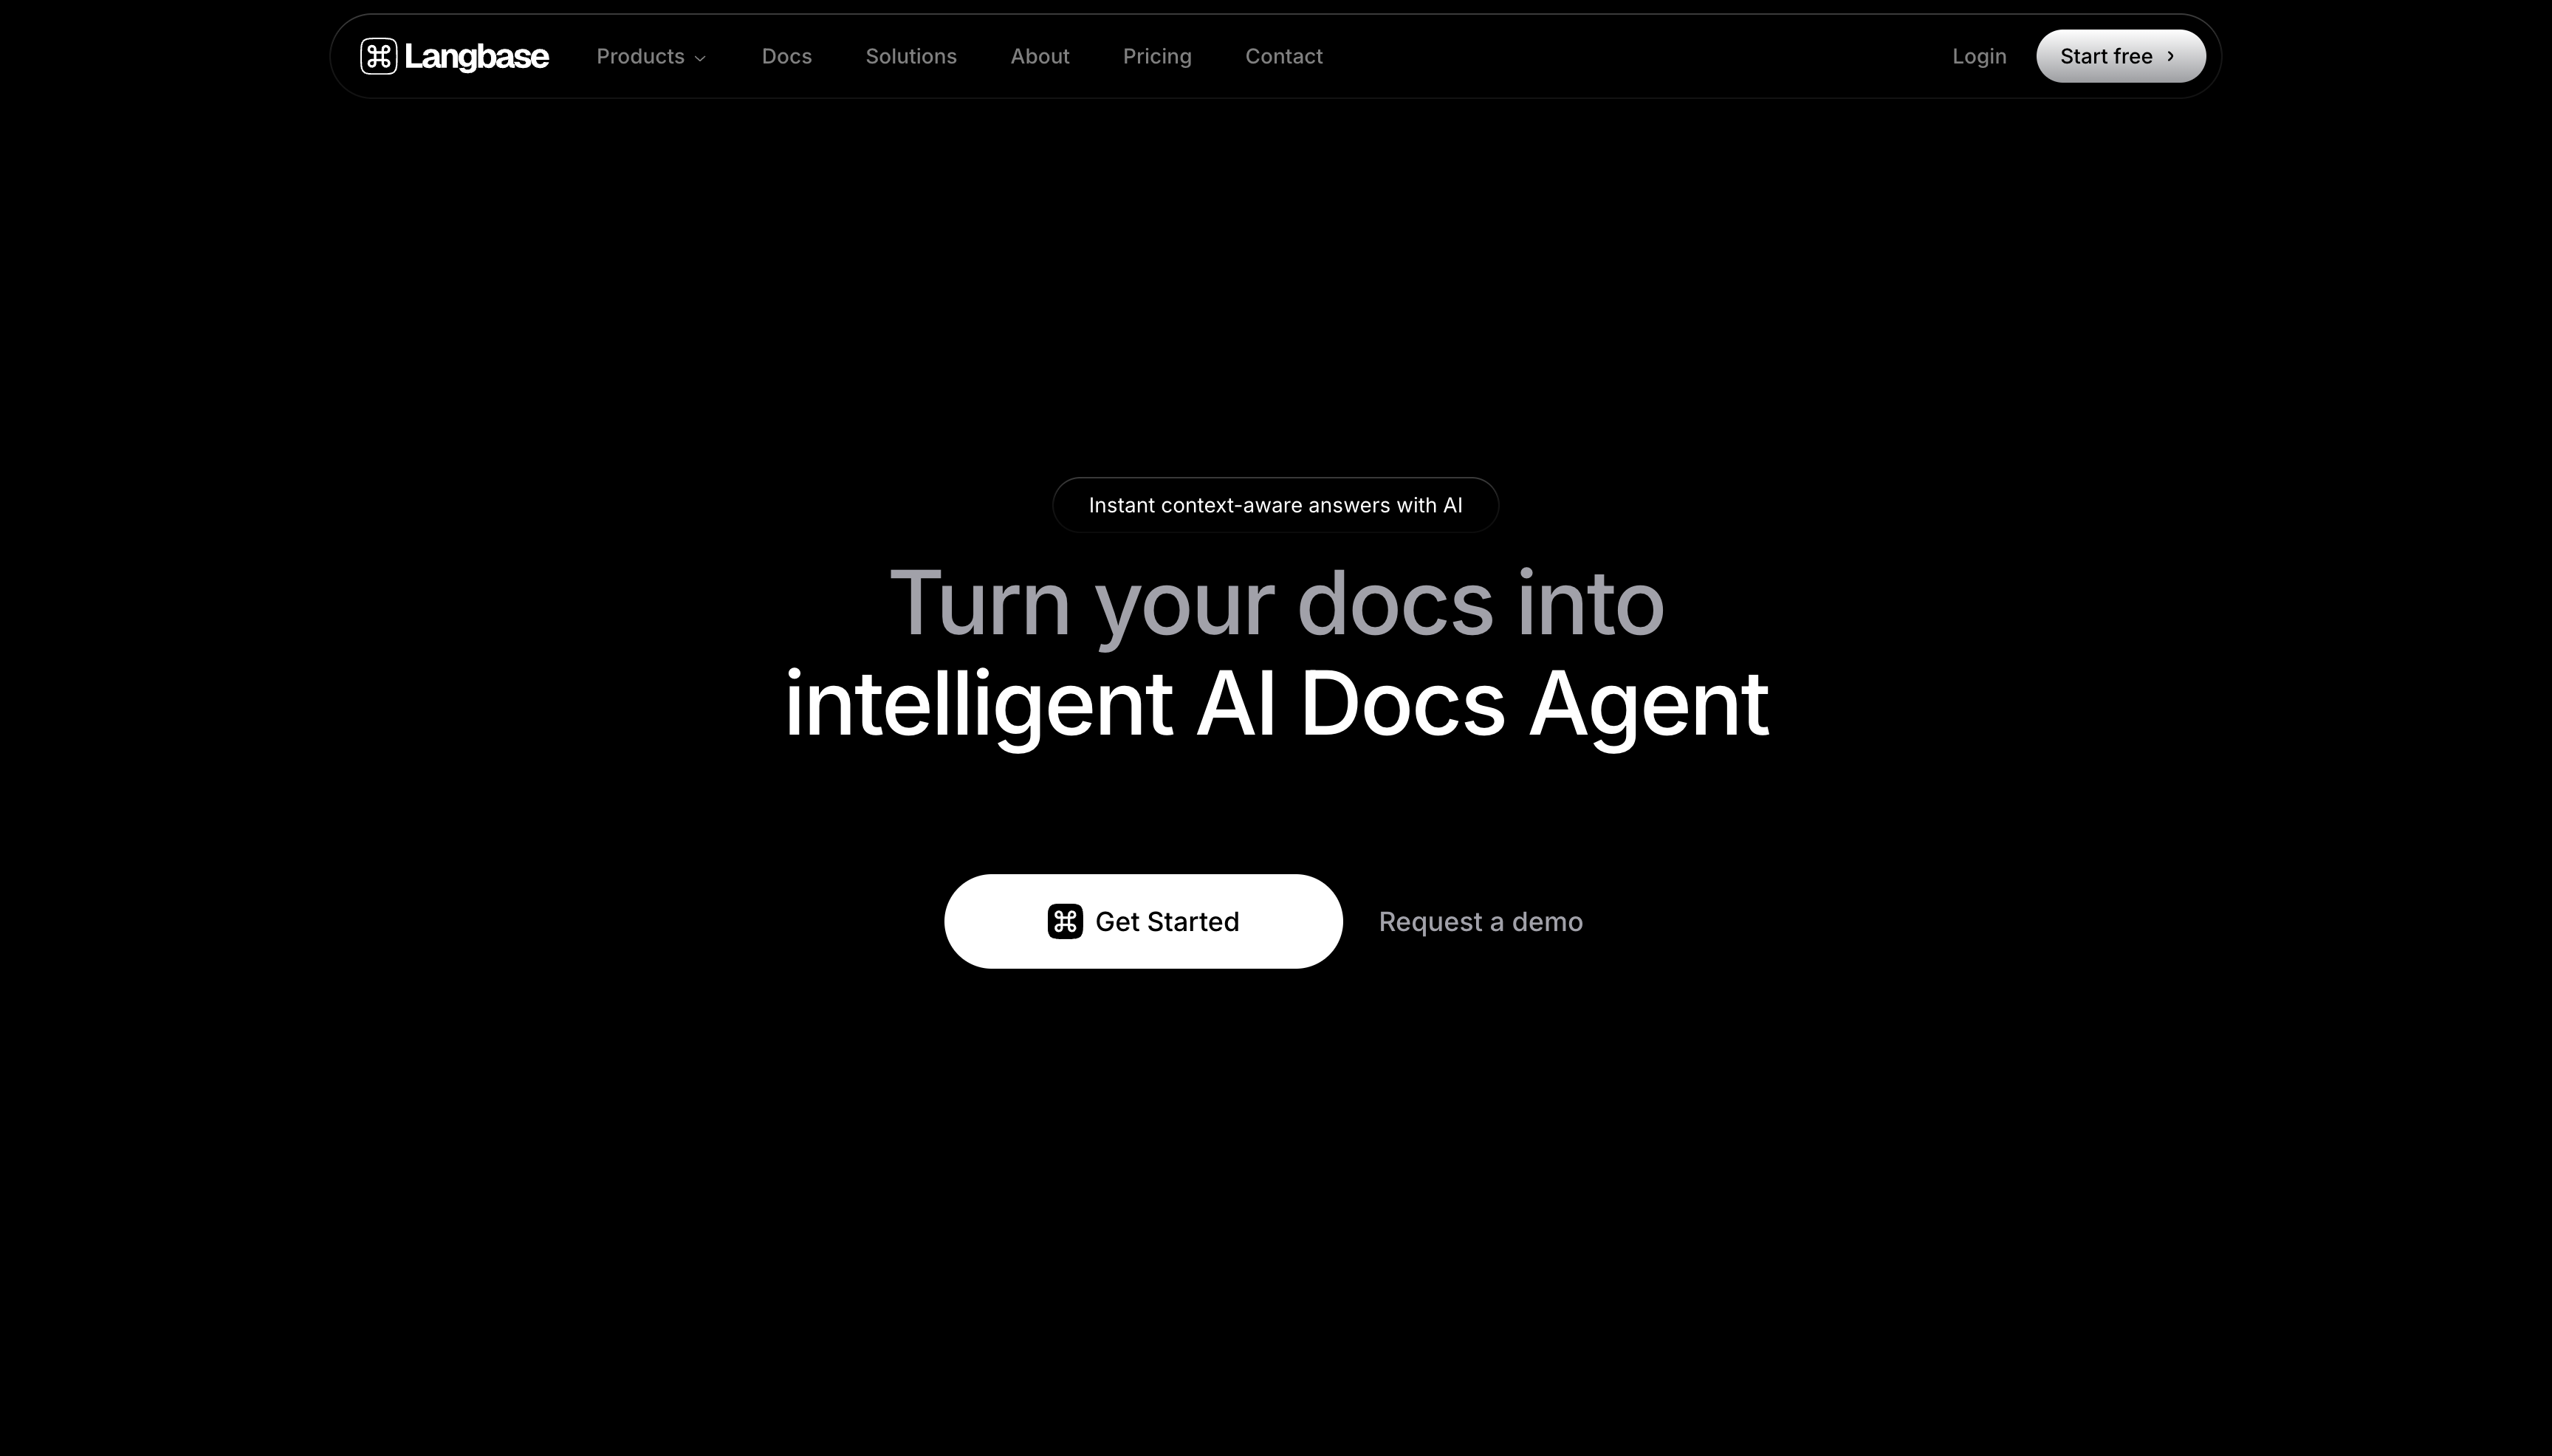 Langbase
Products
Docs
Solutions
About
Pricing
Contact
Login
Start free
Instant context-aware answers with AI
Turn your docs into
intelligent AI Docs Agent
Get Started
Request a demo